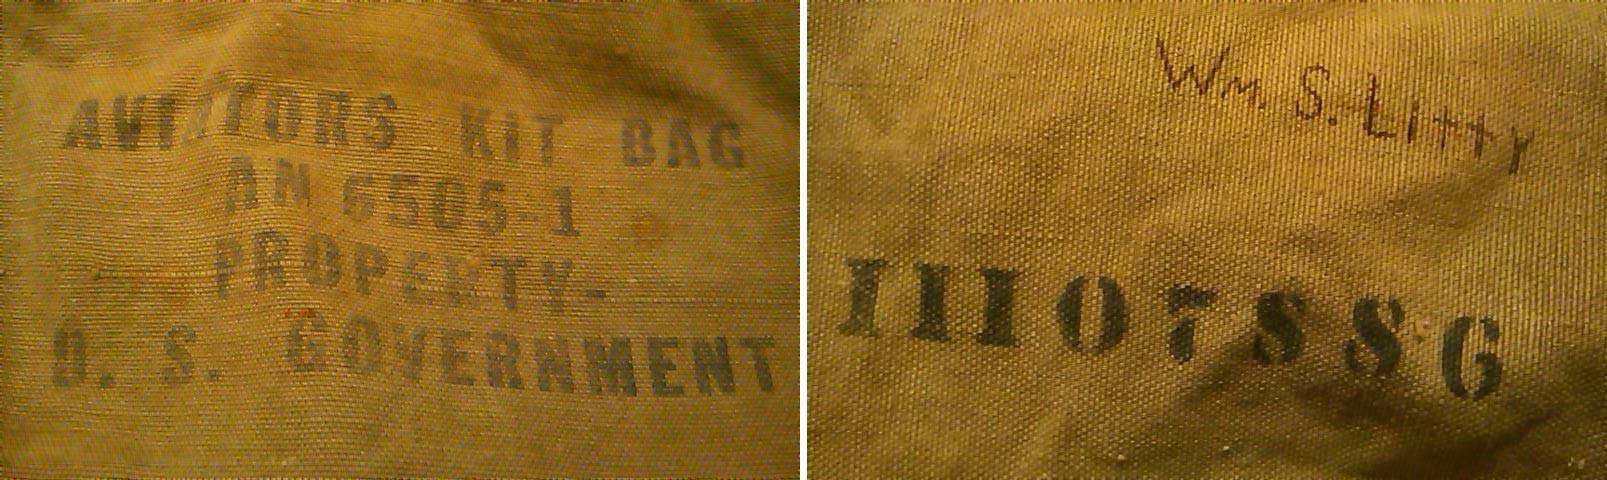 AVIATORS KIT BAG
AN 6505-1
PROPERTY-
U. S. GOVERNMENT
Wm. S. Litty
11107886